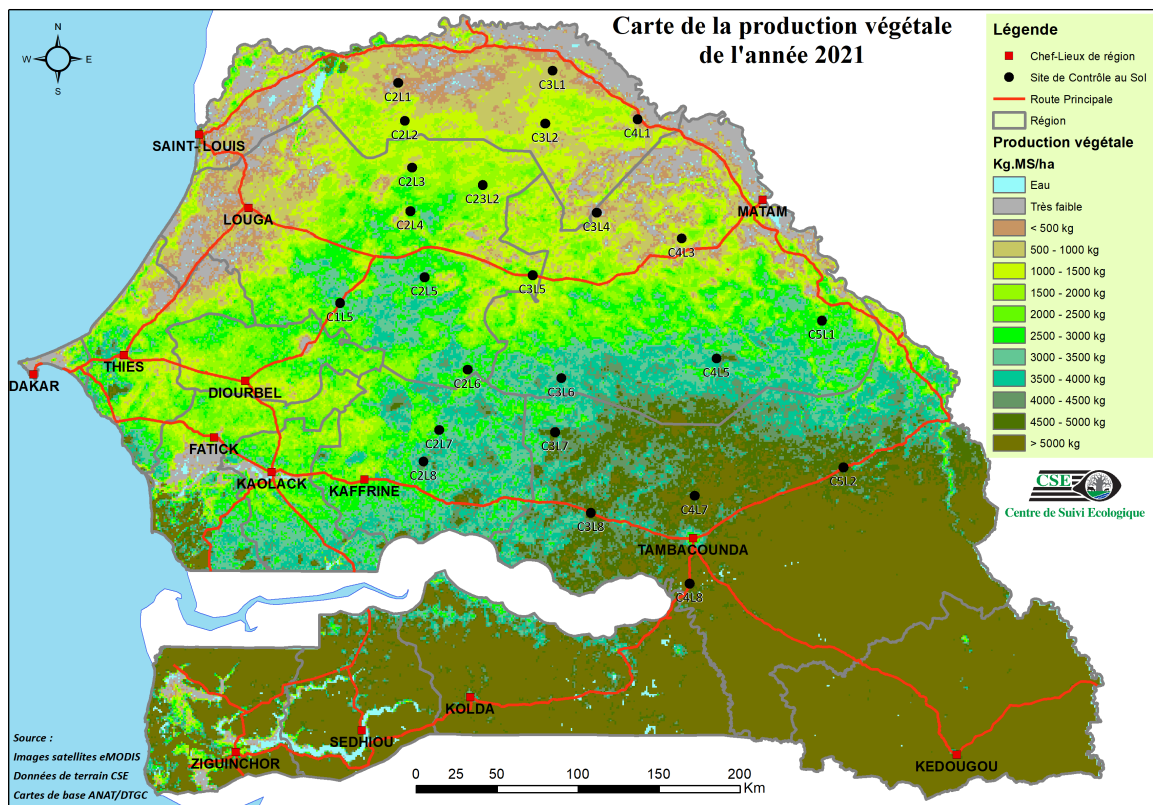 Carte de la production végétale
de l'année 2021
N
W
E
S
Légende
Chef-Lieux de région
Site de Contrôle au Sol
Route Principale
Région
Production végétale
Kg.MS/ha
Eau
Très faible
< 500 kg
500 - 1000 kg
1000 - 1500 kg
1500 - 2000 kg
2000 - 2500 kg
2500 - 3000 kg
3000 - 3500 kg
3500 - 4000 kg
4000 - 4500 kg
4500 - 5000 kg
> 5000 kg
CSE
Centre de Suivi Ecologique
C2L1
C3L1
C2L2
C3L2
C4L1
SAINT- LOUIS
C2L3
C23L2
MATAM
LOUGA
C2L4
C3L4
C4L3
C2L5
C3L5
C1L5
C5L1
THIES
C4L5
DAKAR
C2L6
C3L6
DIOURBEL
FATICK
C2L7
C3L7
C2L8
KAOLACK
KAFFRINE
C5L2
C4L7
C3L8
TAMBACOUNDA
C4L8
KOLDA
SEDHIOU
ZIGUINCHOR
KEDOUGOU
Source :
Images satellites eMODIS
Données de terrain CSE
Cartes de base ANAT/DTGC
0 25 50 100 150 200
Km